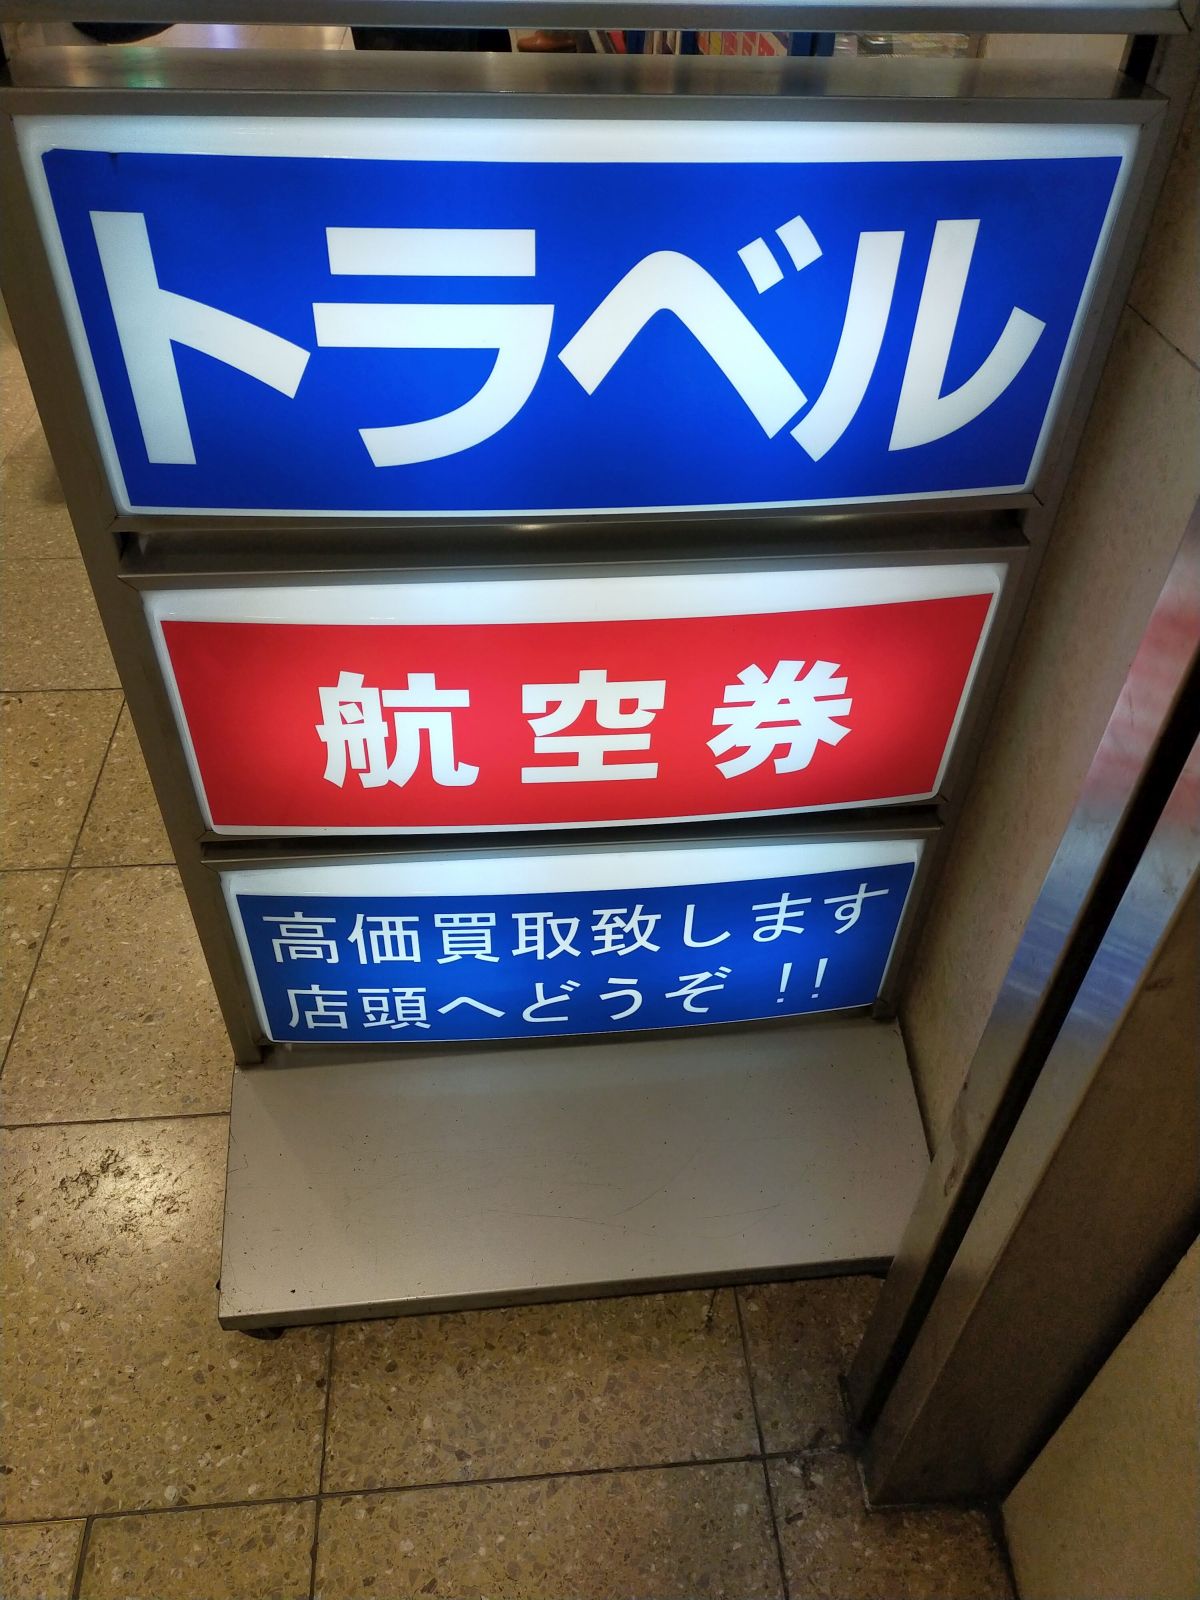 トラベル
航空券
高価買取致します
店頭へどうぞ!!